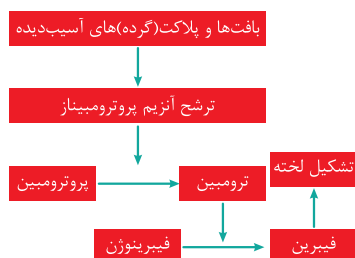 بافت‌ها و پلاکت(گرده)های آسیب‌دیده
ترشح آنزیم پروترومبیناز
تشکیل لخته
ترومبین
پروترومبین
فیبرین
فیبرینوژن